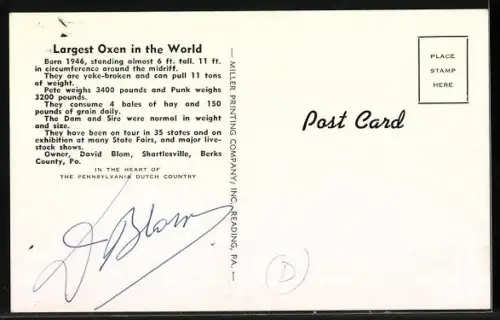 Largest Oxen in the World
Born 1946, standing almost 6 ft. tall. 11 ft.
in circumference around the midriff.
They are yoke-broken and can pull 11 tons
of weight.
Pete weighs 3400 pounds and Punk weighs
3200 pounds.
They consume 4 bales of hay and 150
pounds of grain daily.
The Dam and Sire were normal in weight
and size.
They have been on tour in 35 states and on
exhibition at many State Fairs, and major live-
stock shows.
Owner, David Blom, Shartlesville, Berks
County, Pa.
IN THE HEART OF
THE PENNSYLVANIA DUTCH COUNTRY
D Blom
— MILLER PRINTING COMPANY, INC., READING, PA. —
Post Card
PLACE
STAMP
HERE
D